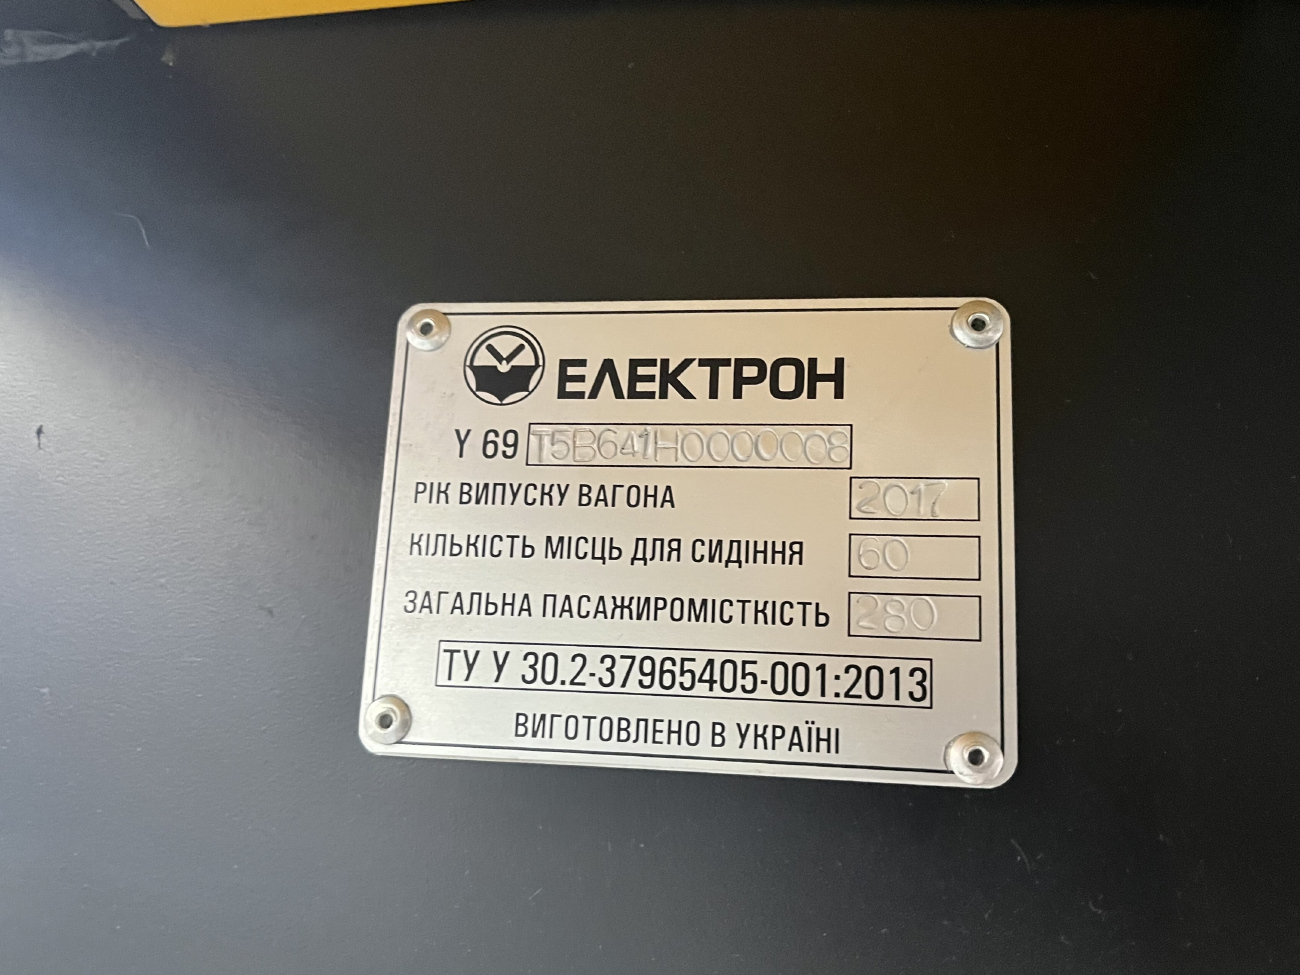 ЕЛЕКТРОН
Y 69 T5B641H0000008
РІК ВИПУСКУ ВАГОНА 2017
КІЛЬКІСТЬ МІСЦЬ ДЛЯ СИДІННЯ 60
ЗАГАЛЬНА ПАСАЖИРОМІСТКІСТЬ 280
ТУ У 30.2-37965405-001:2013
ВИГОТОВЛЕНО В УКРАЇНІ